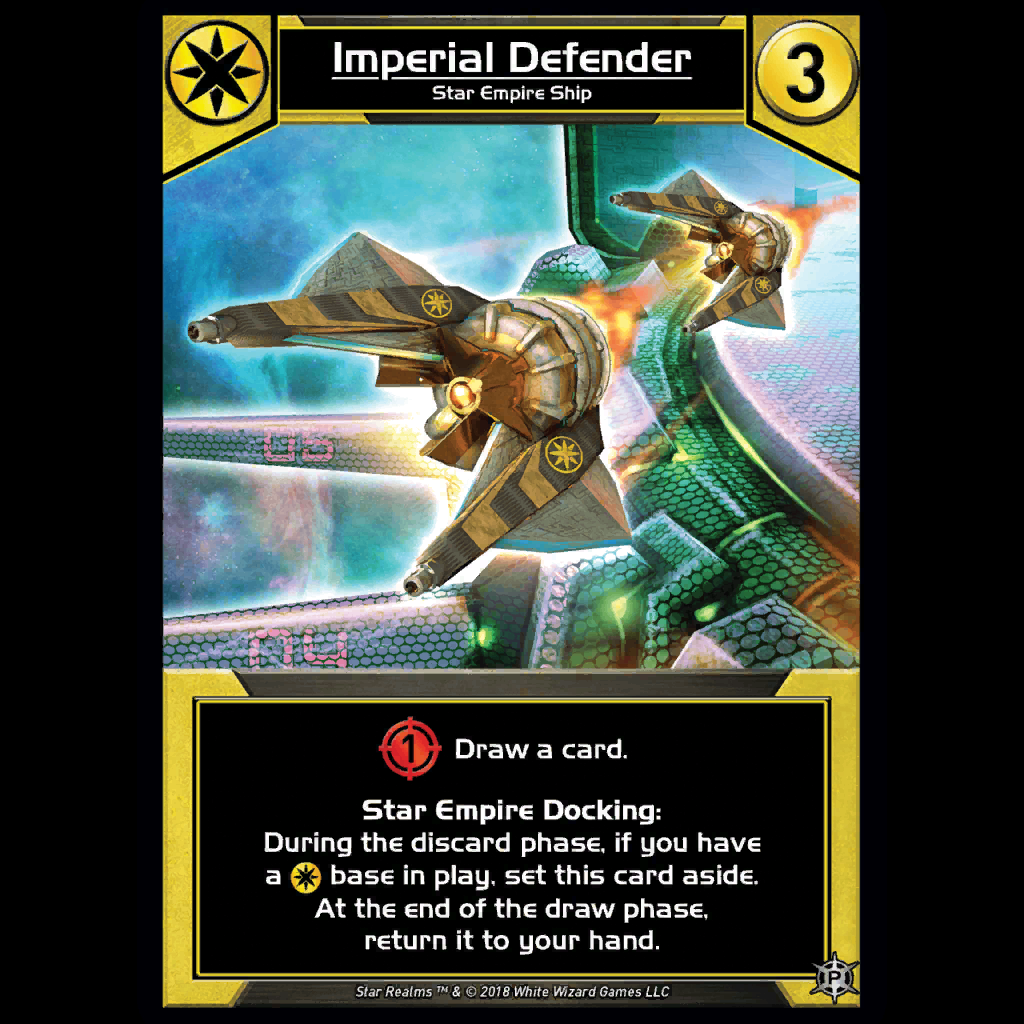 Imperial Defender
Star Empire Ship
3
05
04
1 Draw a card.
Star Empire Docking:
During the discard phase, if you have
a base in play, set this card aside.
At the end of the draw phase,
return it to your hand.
P
Star Realms™ & © 2018 White Wizard Games LLC